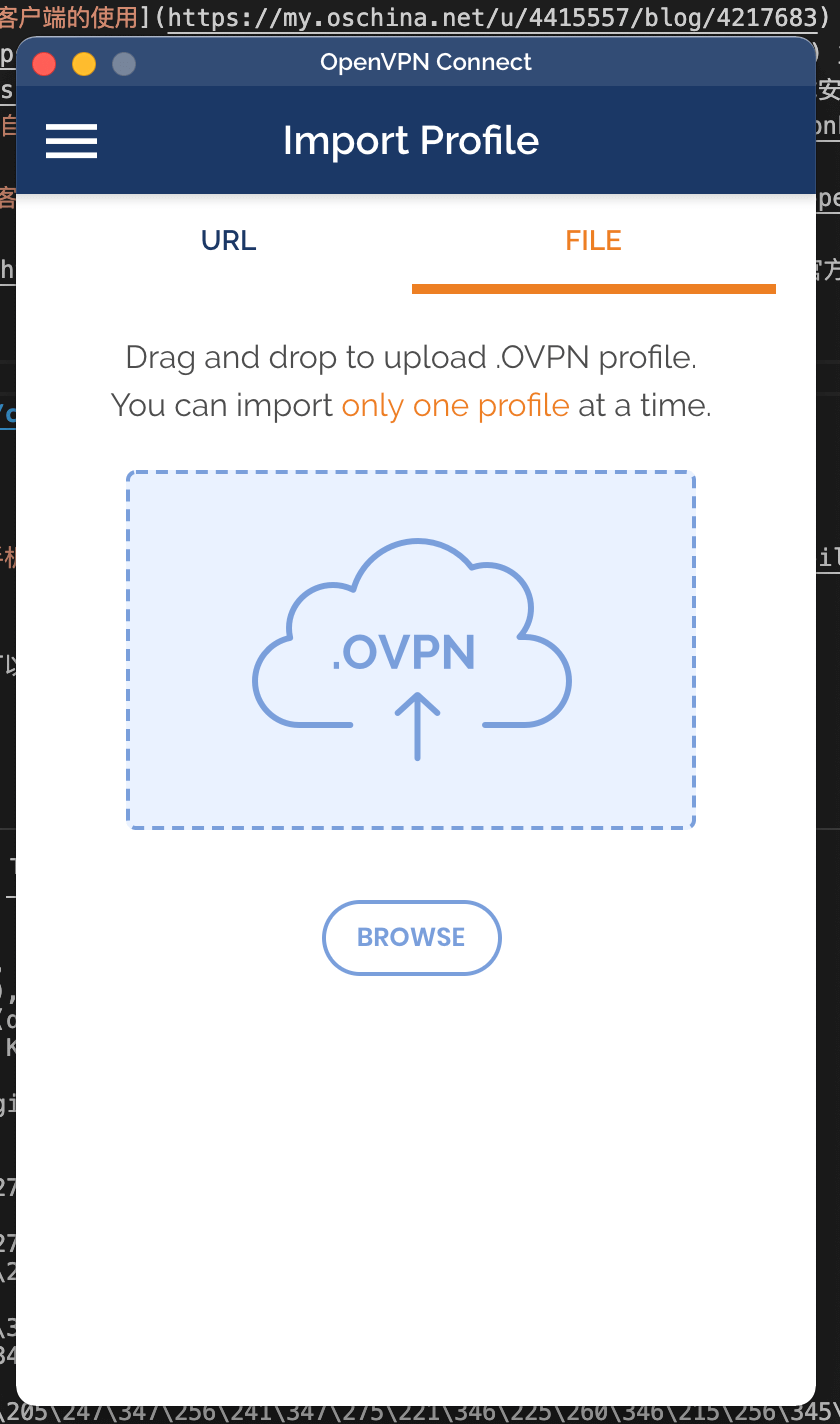 客户端的使用](https://my.oschina.net/u/4415557/blog/4217683)
OpenVPN Connect
Import Profile
URL
FILE
Drag and drop to upload .OVPN profile.
You can import only one profile at a time.
.OVPN
BROWSE
\205\247\347\256\241\347\275\221\346\225\260\346\215\256\345